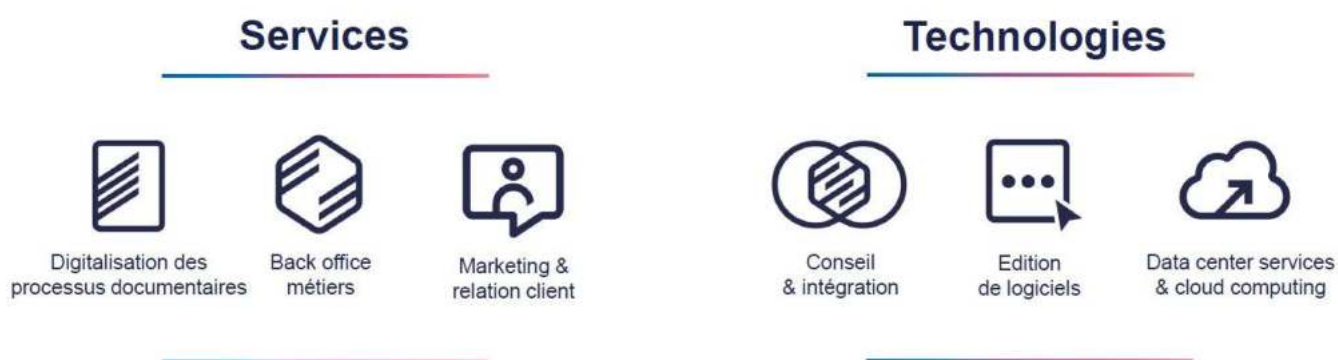 Services
Digitalisation des
processus documentaires
Back office
métiers
Marketing &
relation client
Technologies
Conseil
& intégration
Edition
de logiciels
Data center services
& cloud computing